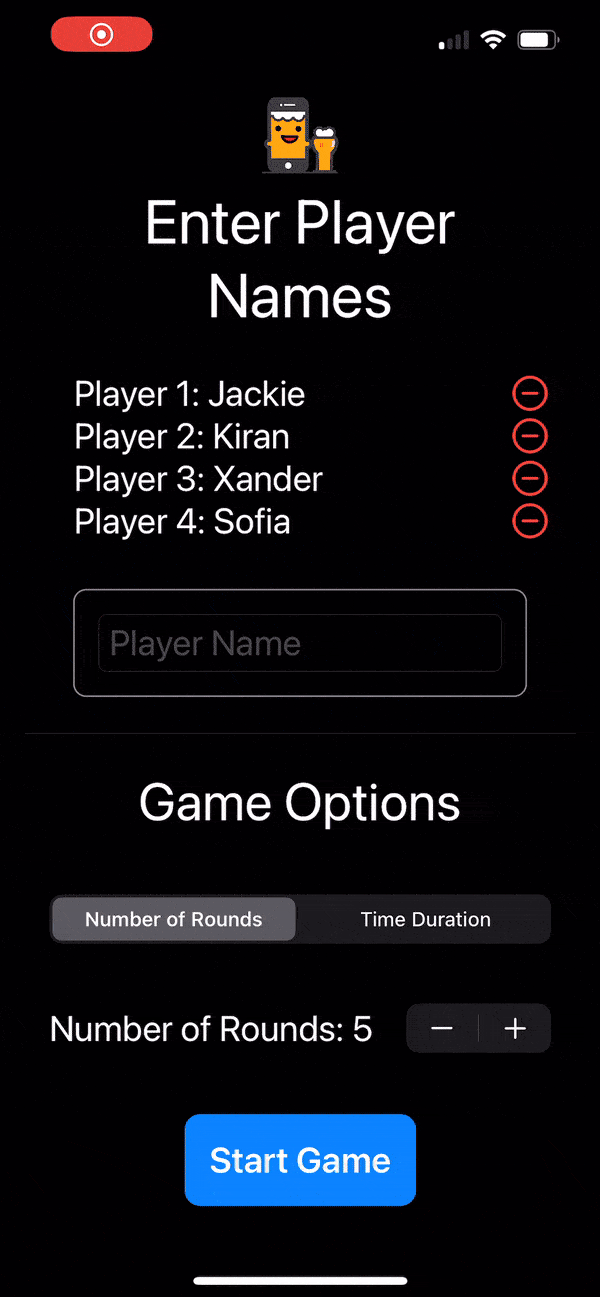 Enter Player
Names
Player 1: Jackie
Player 2: Kiran
Player 3: Xander
Player 4: Sofia
Player Name
Game Options
Number of Rounds
Time Duration
Number of Rounds: 5
Start Game